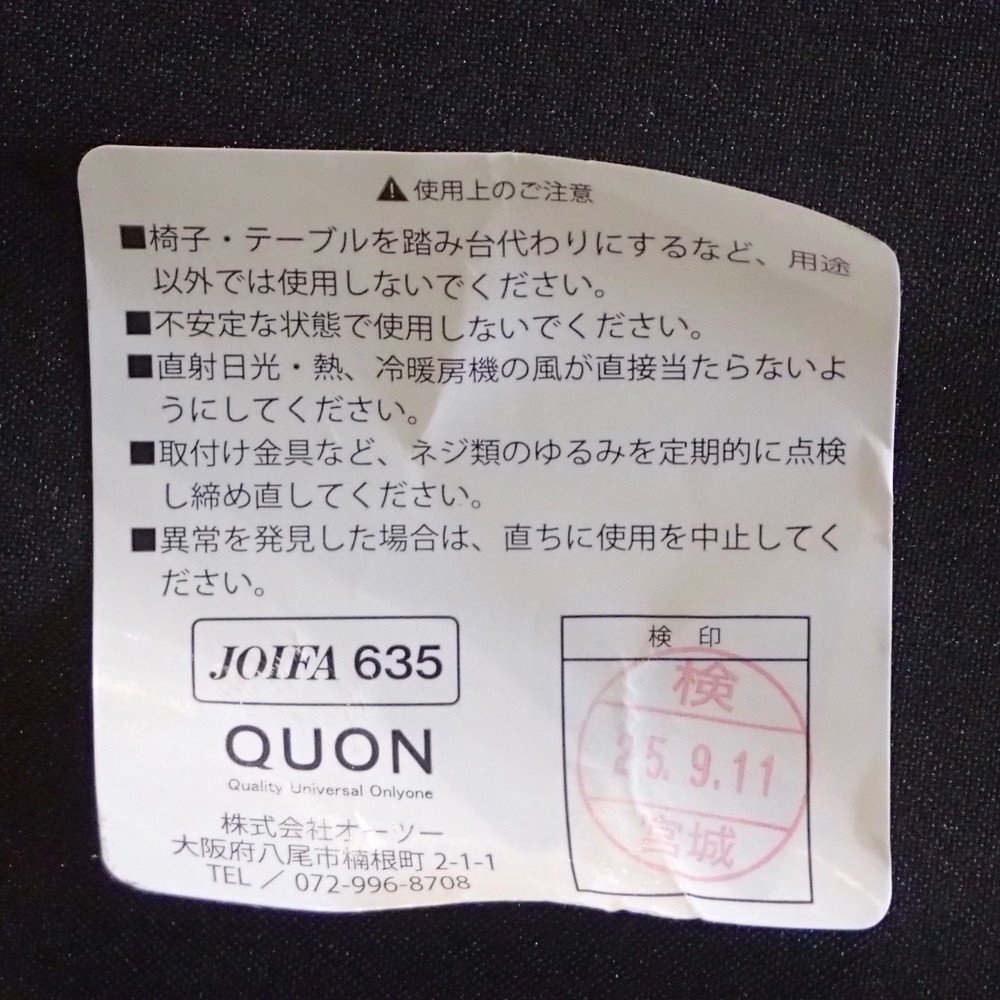 ⚠使用上のご注意
■椅子・テーブルを踏み台代わりにするなど、用途
以外では使用しないでください。
■不安定な状態で使用しないでください。
■直射日光・熱、冷暖房機の風が直接当たらないよ
うにしてください。
■取付け金具など、ネジ類のゆるみを定期的に点検
し締め直してください。
■異常を発見した場合は、直ちに使用を中止してく
ださい。
JOIFA 635
QUON
Quality Universal Onlyone
株式会社オーツー
大阪府八尾市楠根町 2-1-1
TEL / 072-996-8708
検 印
検
25. 9.11
宮城